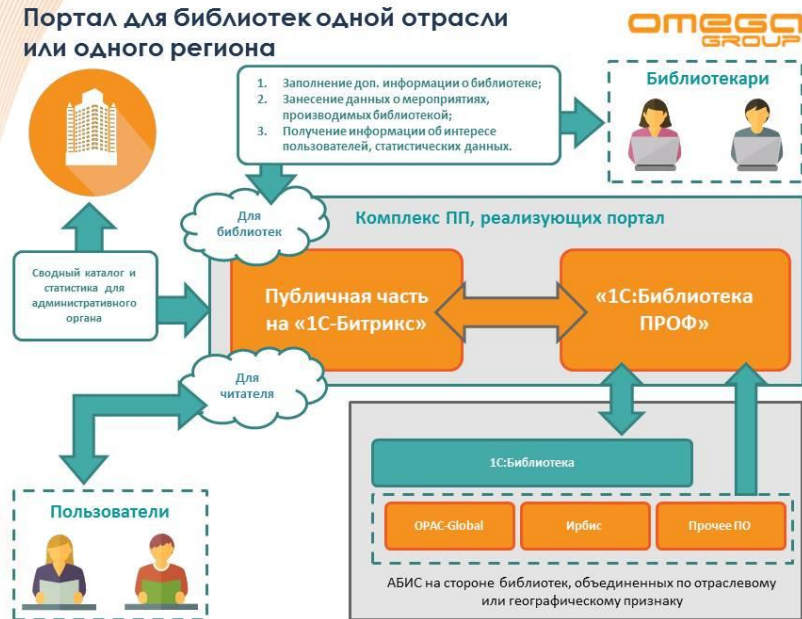 Портал для библиотек одной отрасли
или одного региона
OMEGA
GROUP
1. Заполнение доп. информации о библиотеке;
2. Занесение данных о мероприятиях,
производимых библиотекой;
3. Получение информации об интересе
пользователей, статистических данных.
Библиотекари
Для
библиотек
Комплекс ПП, реализующих портал
Сводный каталог и
статистика для
административного
органа
Публичная часть
на «1С-Битрикс»
«1С:Библиотека
ПРОФ»
Для
читателя
1С:Библиотека
Пользователи
OPAC-Global
Ирбис
Прочее ПО
АБИС на стороне библиотек, объединенных по отраслевому
или географическому признаку